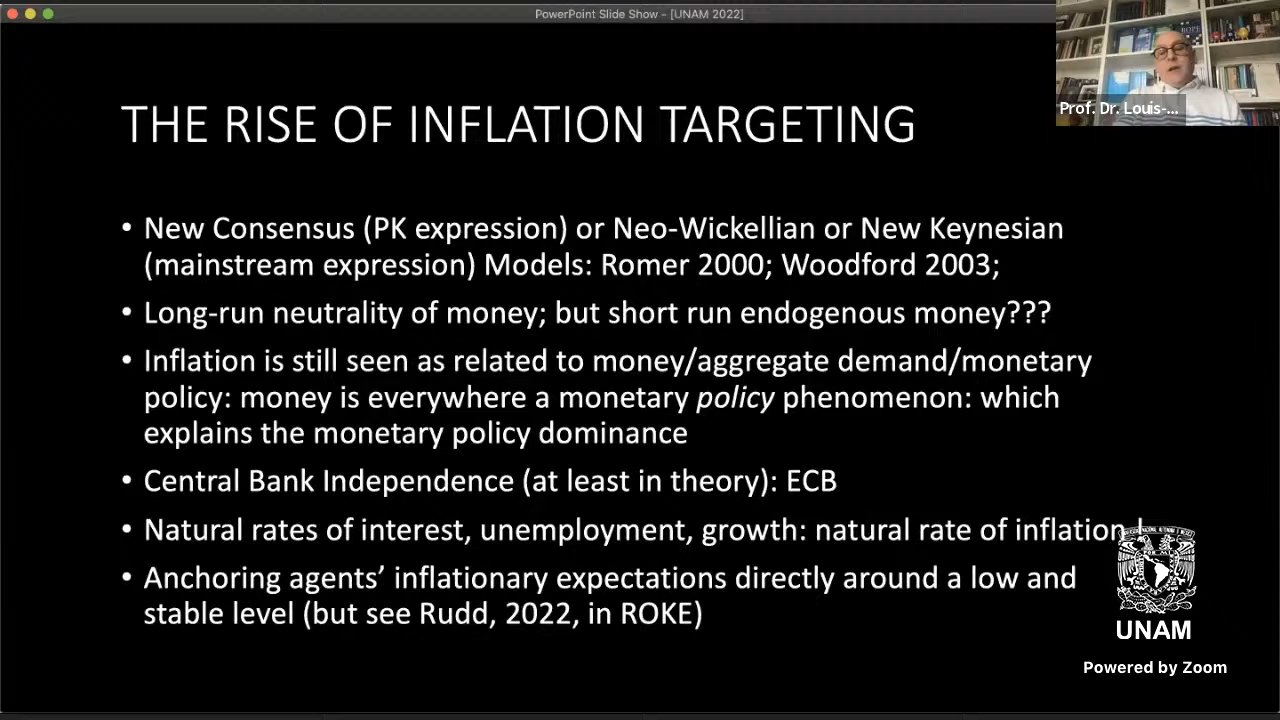 PowerPoint Slide Show - [UNAM 2022]
Prof. Dr. Louis-...
THE RISE OF INFLATION TARGETING
• New Consensus (PK expression) or Neo-Wickellian or New Keynesian
(mainstream expression) Models: Romer 2000; Woodford 2003;
• Long-run neutrality of money; but short run endogenous money???
• Inflation is still seen as related to money/aggregate demand/monetary
policy: money is everywhere a monetary policy phenomenon: which
explains the monetary policy dominance
• Central Bank Independence (at least in theory): ECB
• Natural rates of interest, unemployment, growth: natural rate of inflation
• Anchoring agents’ inflationary expectations directly around a low and
stable level (but see Rudd, 2022, in ROKE)
UNAM
Powered by Zoom